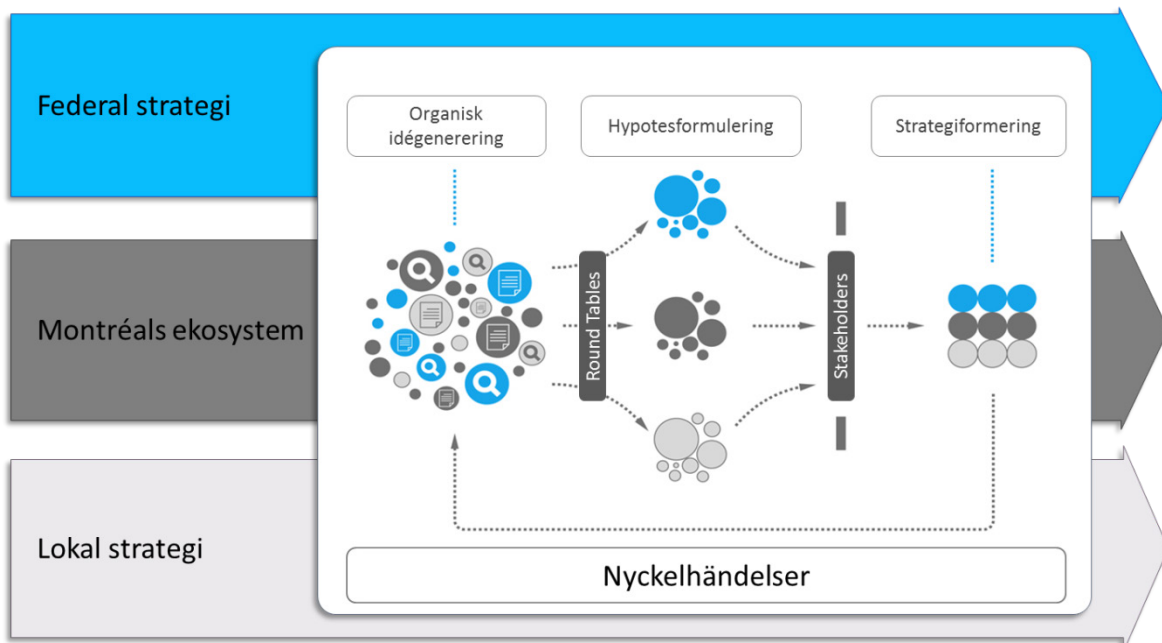 Federal strategi
Organisk
idégenerering
Hypotesformulering
Strategiformering
Montréals ekosystem
Round Tables
Stakeholders
Lokal strategi
Nyckelhändelser